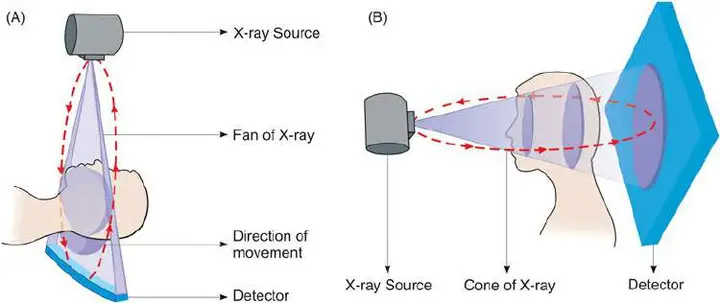 (A)
X-ray Source
Fan of X-ray
Direction of
movement
Detector
(B)
X-ray Source
Cone of X-ray
Detector